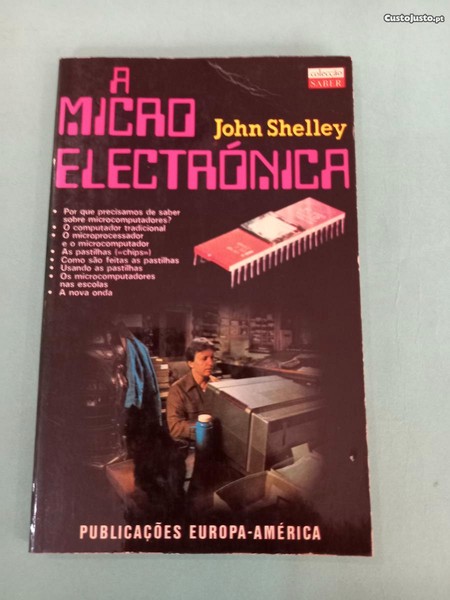 CustoJusto.pt
colecção
SABER
A
MICRO
John Shelley
ELECTRÓNICA
• Por que precisamos de saber
sobre microcomputadores?
• O computador tradicional
• O microprocessador
e o microcomputador
• As pastilhas («chips»)
• Como são feitas as pastilhas
• Usando as pastilhas
• Os microcomputadores
nas escolas
• A nova onda
PUBLICAÇÕES EUROPA-AMÉRICA